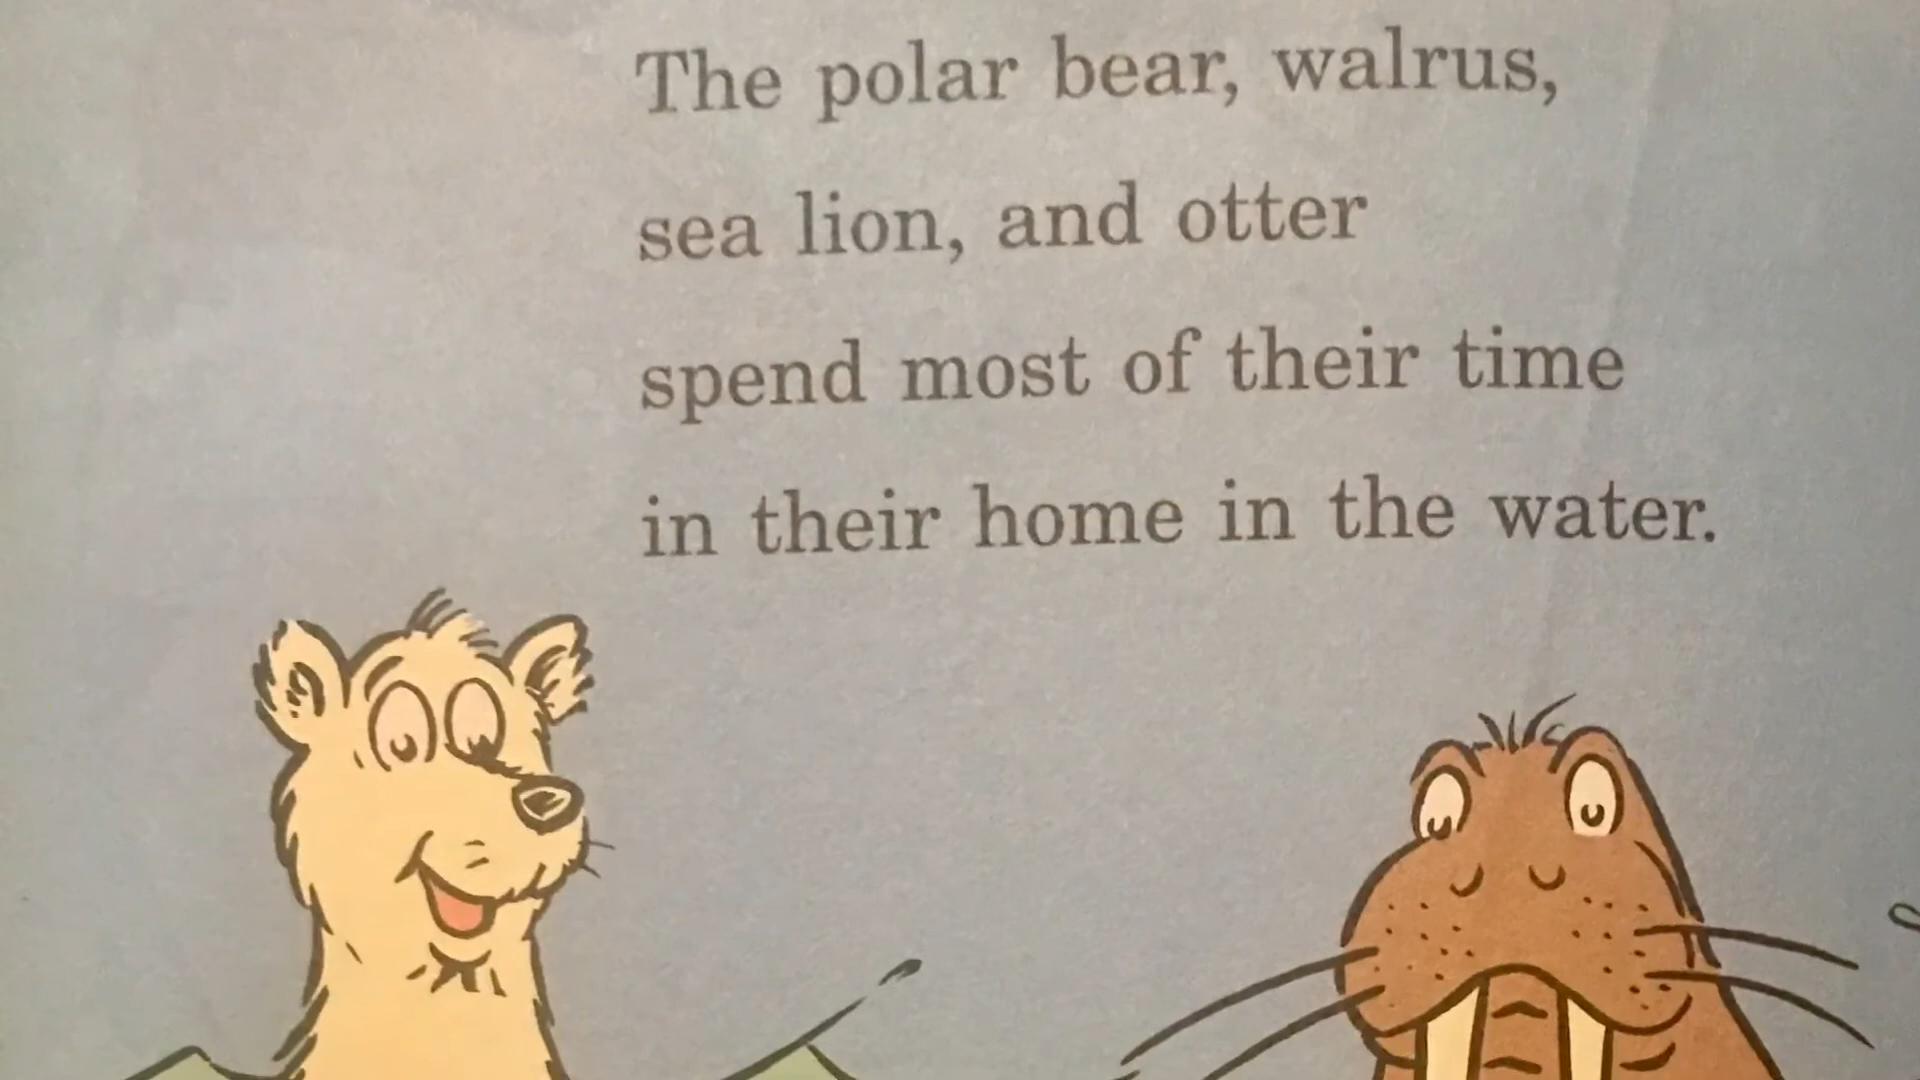 The polar bear, walrus,
sea lion, and otter
spend most of their time
in their home in the water.